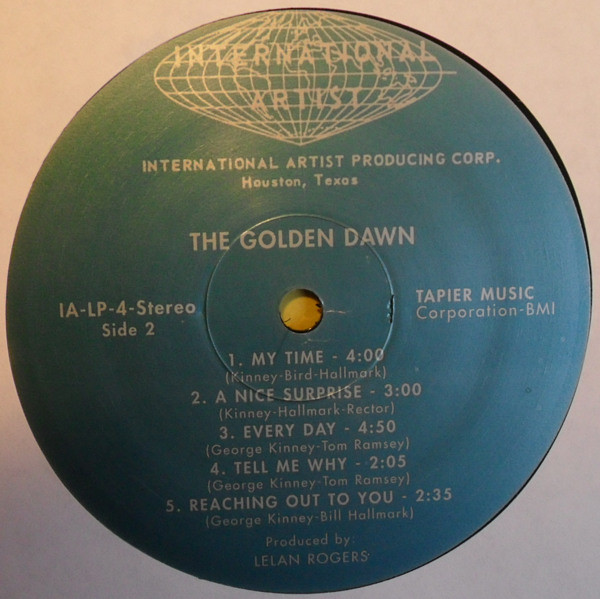 INTERNATIONAL
ARTIST
INTERNATIONAL ARTIST PRODUCING CORP.
Houston, Texas
THE GOLDEN DAWN
IA-LP-4-Stereo
Side 2
TAPIER MUSIC
Corporation-BMI
1. MY TIME - 4:00
(Kinney-Bird-Hallmark)
2. A NICE SURPRISE - 3:00
(Kinney-Hallmark-Rector)
3. EVERY DAY - 4:50
(George Kinney-Tom Ramsey)
4. TELL ME WHY - 2:05
(George Kinney-Tom Ramsey)
5. REACHING OUT TO YOU - 2:35
(George Kinney-Bill Hallmark)
Produced by:
LELAN ROGERS